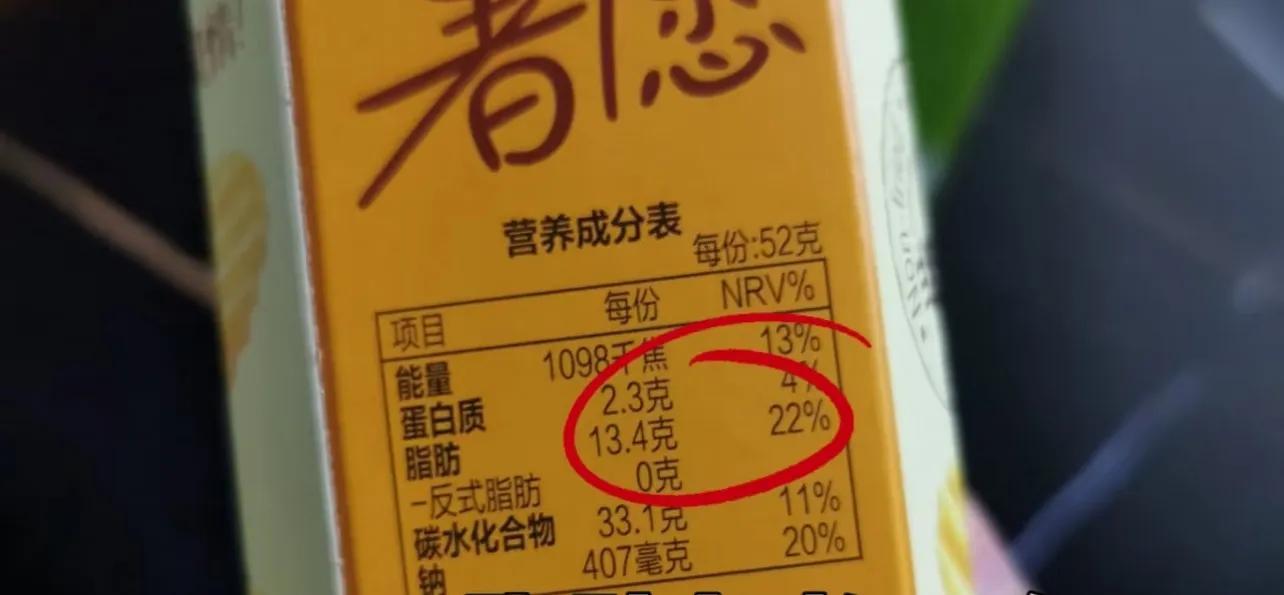 营养成分表
每份:52克
项目 每份 NRV%
能量 1098千焦 13%
蛋白质 2.3克 4%
脂肪 13.4克 22%
-反式脂肪 0克
碳水化合物 33.1克 11%
钠 407毫克 20%